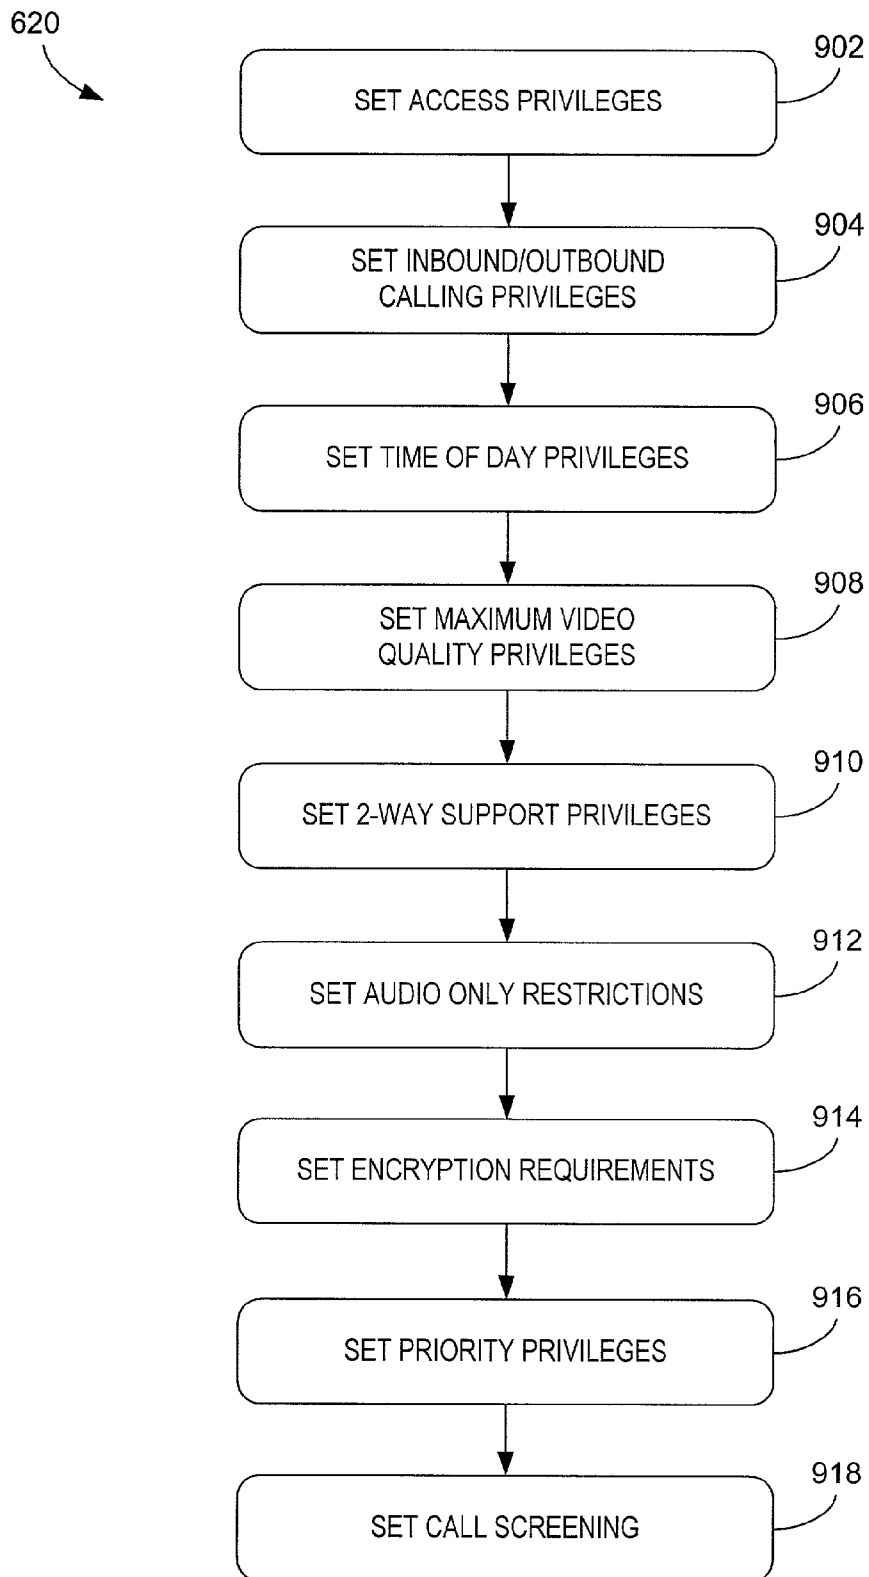 620
902
SET ACCESS PRIVILEGES
904
SET INBOUND/OUTBOUND
CALLING PRIVILEGES
906
SET TIME OF DAY PRIVILEGES
908
SET MAXIMUM VIDEO
QUALITY PRIVILEGES
910
SET 2-WAY SUPPORT PRIVILEGES
912
SET AUDIO ONLY RESTRICTIONS
914
SET ENCRYPTION REQUIREMENTS
916
SET PRIORITY PRIVILEGES
918
SET CALL SCREENING